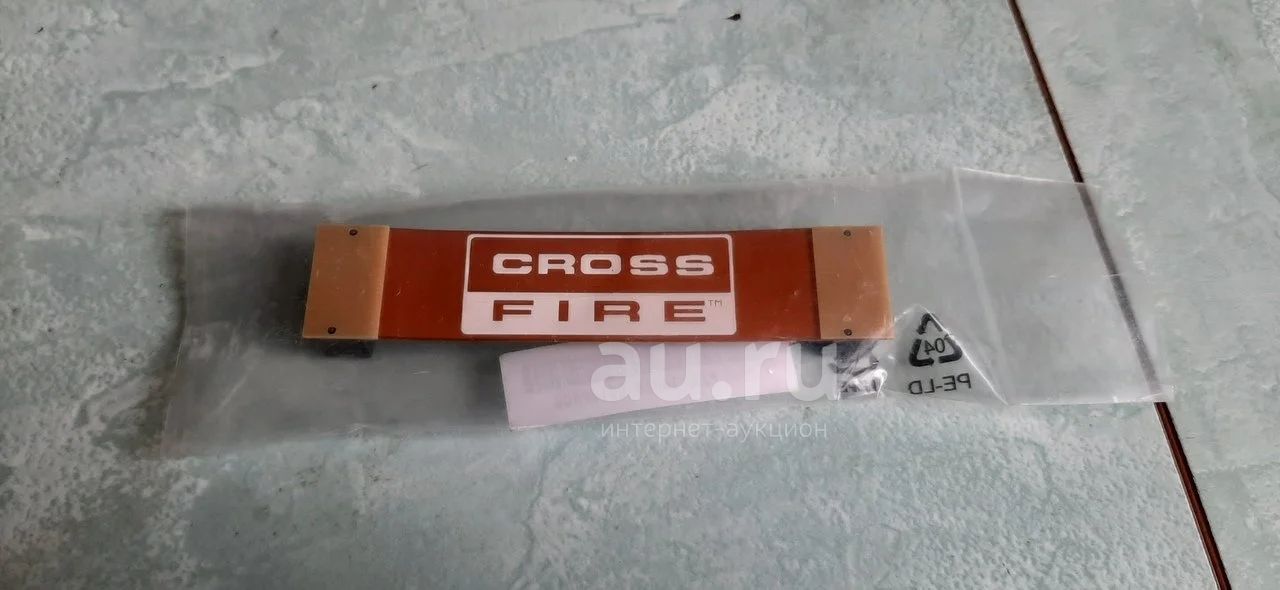 CROSS
FIRE™
au.ru
интернет-аукцион
04
PE-LD